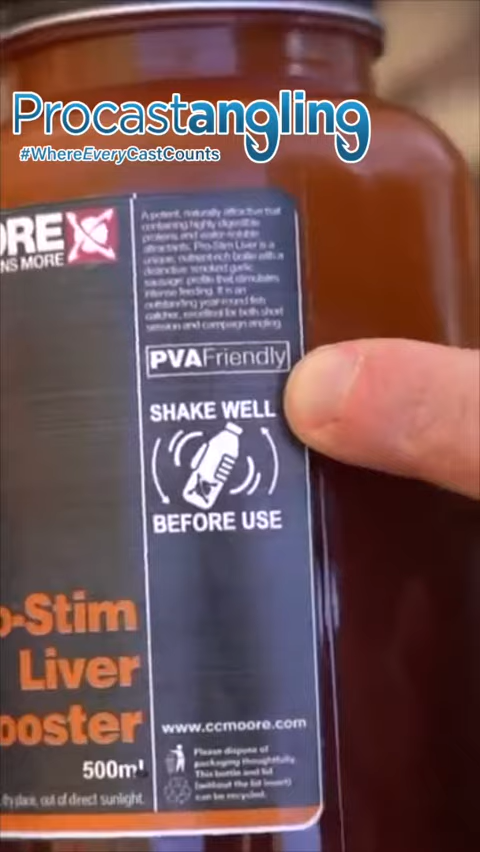 Procastangling
#WhereEveryCastCounts
ORE
NS MORE
A potent, naturally attractive that
containing highly digestible
proteins and water-soluble
attractants. Pro-Stim Liver is a
unique, nutrient-rich boilie with a
distinctive smoked garlic
sausage profile that stimulates
intense feeding. It is an
outstanding year-round fish
catcher, excellent for both short
session and campaign angling.
PVAFriendly
SHAKE WELL
BEFORE USE
o-Stim
Liver
ooster
500ml
www.ccmoore.com
Please dispose of
packaging thoughtfully.
This bottle and lid
(without the lid insert)
can be recycled.
dry place, out of direct sunlight.